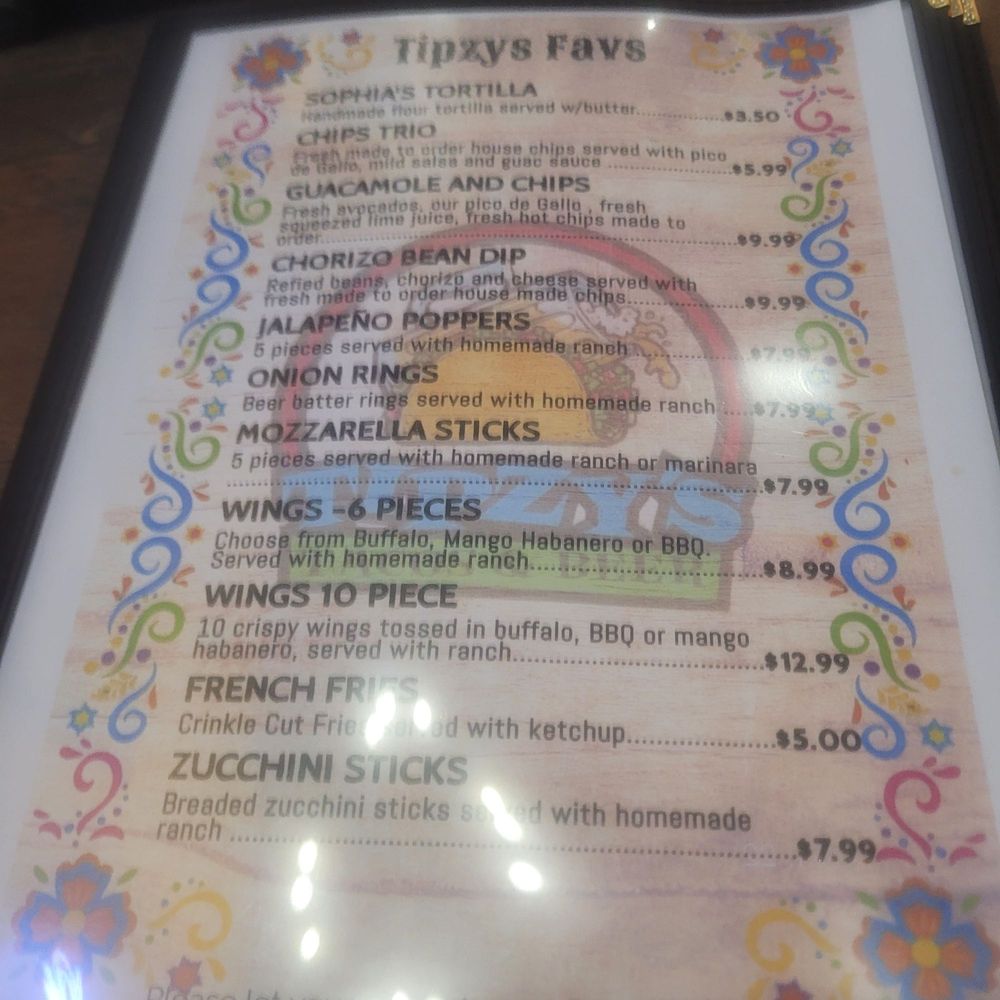 Tipzys Favs
SOPHIA'S TORTILLA
Handmade flour tortilla served w/butter..................$3.50
CHIPS TRIO
Fresh made to order house chips served with pico
de Gallo, mild salsa and guac sauce ..........................$5.99
GUACAMOLE AND CHIPS
Fresh avocados, our pico de Gallo , fresh
squeezed lime juice, fresh hot chips made to
order..........................................................................$9.99
CHORIZO BEAN DIP
Refied beans, chorizo and cheese served with
fresh made to order house made chips.......................$9.99
JALAPEÑO POPPERS
5 pieces served with homemade ranch ......................$7.99
ONION RINGS
Beer batter rings served with homemade ranch .....$7.99
MOZZARELLA STICKS
5 pieces served with homemade ranch or marinara
....................................................................................$7.99
WINGS -6 PIECES
Choose from Buffalo, Mango Habanero or BBQ.
Served with homemade ranch....................................$8.99
WINGS 10 PIECE
10 crispy wings tossed in buffalo, BBQ or mango
habanero, served with ranch......................................$12.99
FRENCH FRIES
Crinkle Cut Fries served with ketchup.......................$5.00
ZUCCHINI STICKS
Breaded zucchini sticks served with homemade
ranch ...........................................................................$7.99
TIPZY'S
Please let